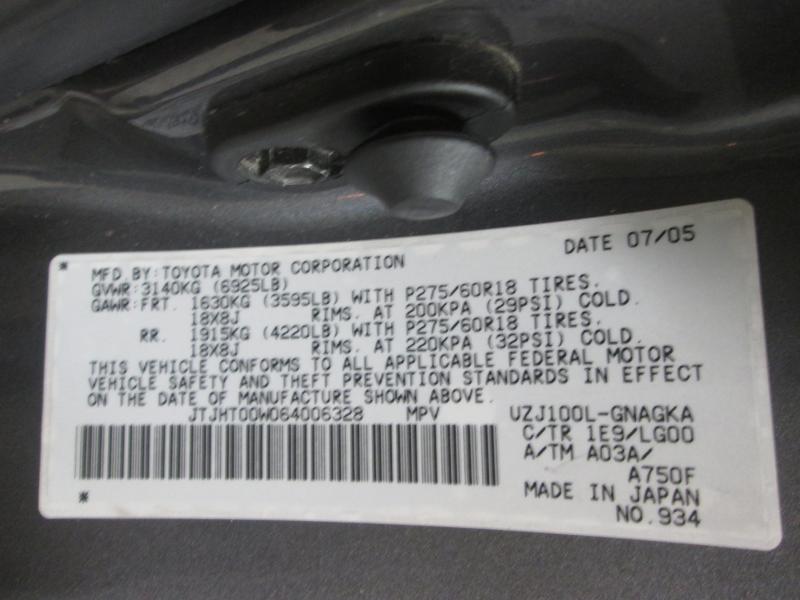 DATE 07/05
MFD.BY:TOYOTA MOTOR CORPORATION
GVWR:3140KG (6925LB)
GAWR:FRT. 1630KG (3595LB) WITH P275/60R18 TIRES.
18X8J RIMS. AT 200KPA (29PSI) COLD.
RR. 1915KG (4220LB) WITH P275/60R18 TIRES.
18X8J RIMS. AT 220KPA (32PSI) COLD.
THIS VEHICLE CONFORMS TO ALL APPLICABLE FEDERAL MOTOR
VEHICLE SAFETY AND THEFT PREVENTION STANDARDS IN EFFECT
ON THE DATE OF MANUFACTURE SHOWN ABOVE.
JTJHT00W064006328 MPV UZJ100L-GNAGKA
C/TR 1E9/LG00
A/TM A03A/
A750F
MADE IN JAPAN
NO.934